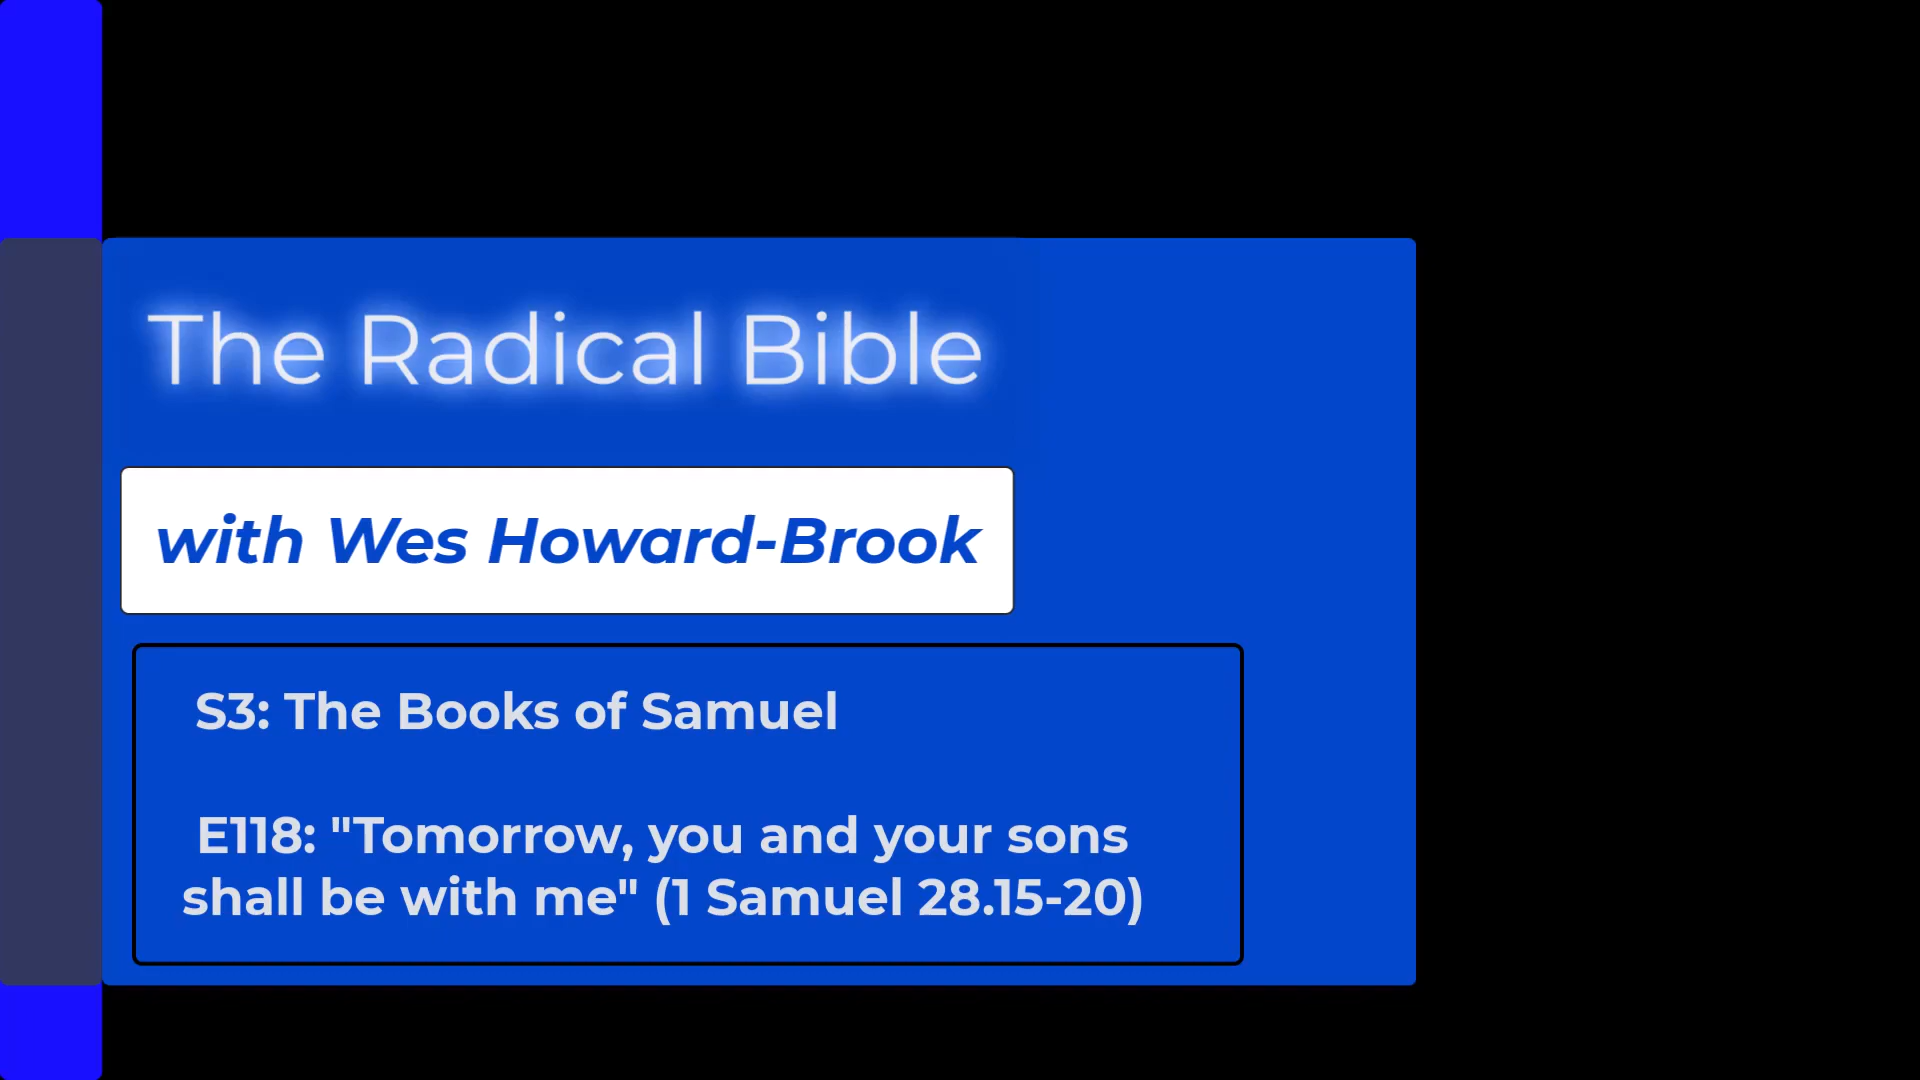 The Radical Bible
with Wes Howard-Brook
S3: The Books of Samuel
E118: "Tomorrow, you and your sons
shall be with me" (1 Samuel 28.15-20)